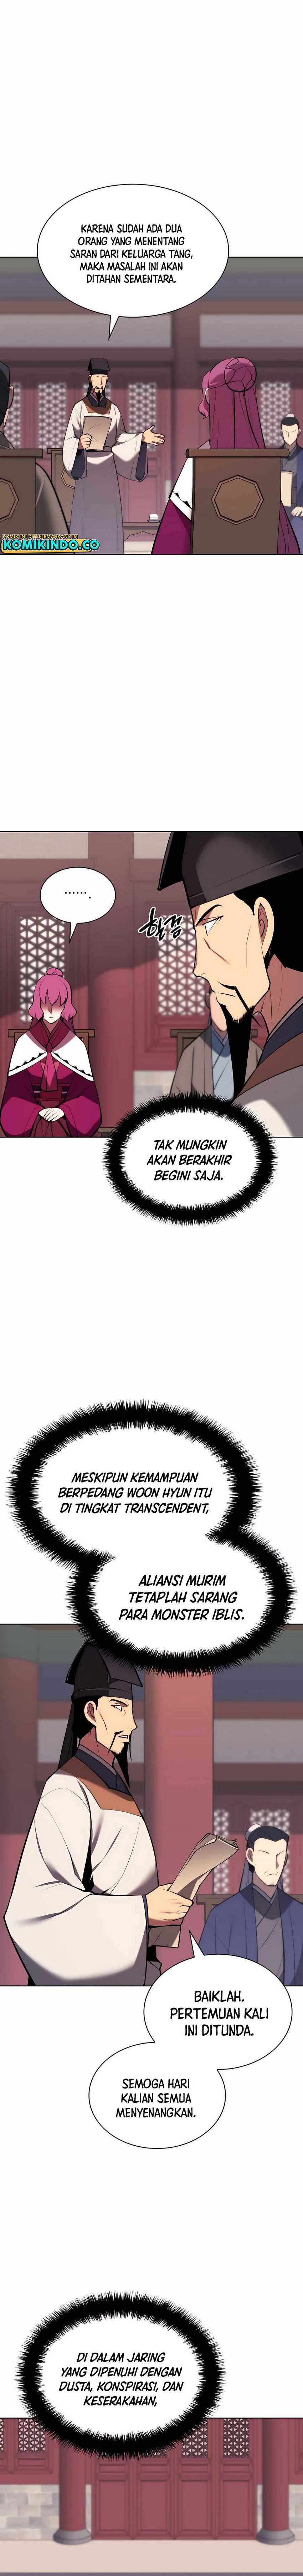 KARENA SUDAH ADA DUA
ORANG YANG MENENTANG
SARAN DARI KELUARGA TANG,
MAKA MASALAH INI AKAN
DITAHAN SEMENTARA.
KOMIKINDO.CO
.......
TAK MUNGKIN
AKAN BERAKHIR
BEGINI SAJA.
MESKIPUN KEMAMPUAN
BERPEDANG WOON HYUN ITU
DI TINGKAT TRANSCENDENT,
ALIANSI MURIM
TETAPLAH SARANG
PARA MONSTER IBLIS.
BAIKLAH.
PERTEMUAN KALI
INI DITUNDA.
SEMOGA HARI
KALIAN SEMUA
MENYENANGKAN.
DI DALAM JARING
YANG DIPENUHI DENGAN
DUSTA, KONSPIRASI, DAN
KESERAKAHAN,